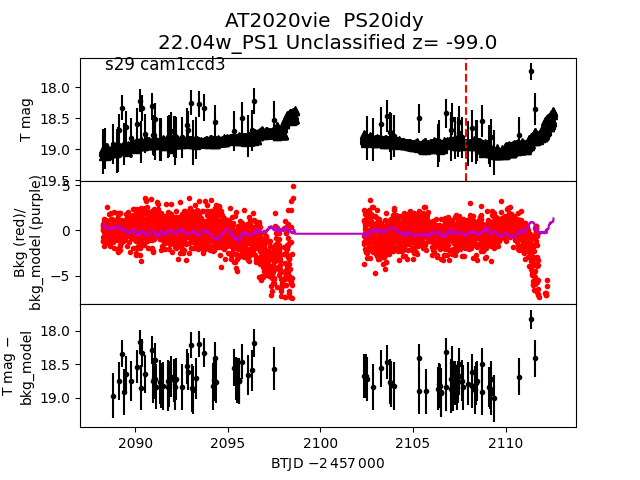 AT2020vie  PS20idy
22.04w_PS1 Unclassified z= -99.0
s29 cam1ccd3
T mag
18.0
18.5
19.0
19.5
Bkg (red)/
bkg_model (purple)
5
0
−5
T mag −
bkg_model
18.0
18.5
19.0
2090
2095
2100
2105
2110
BTJD −2 457 000